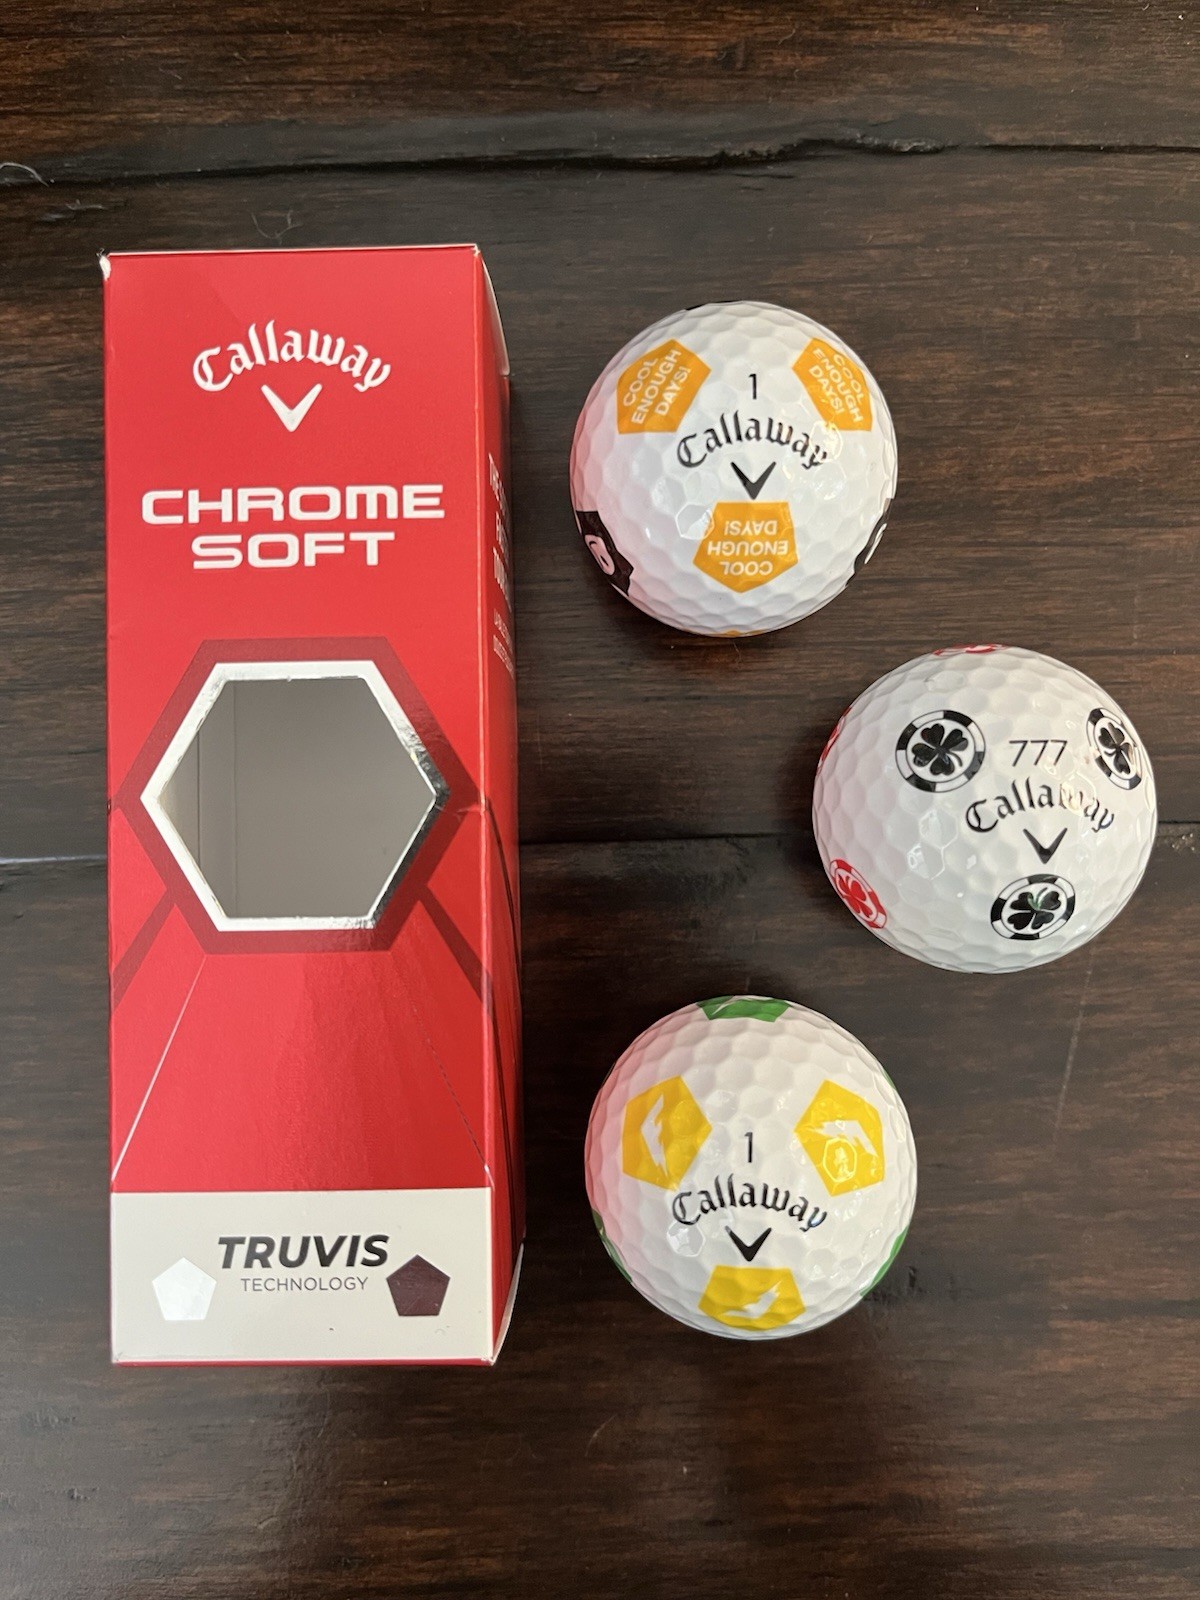 Callaway
CHROME
SOFT
TRUVIS
TECHNOLOGY
COOL
ENOUGH
DAYS!
COOL
ENOUGH
DAYS!
1
Callaway
COOL
ENOUGH
DAYS!
777
Callaway
1
Callaway